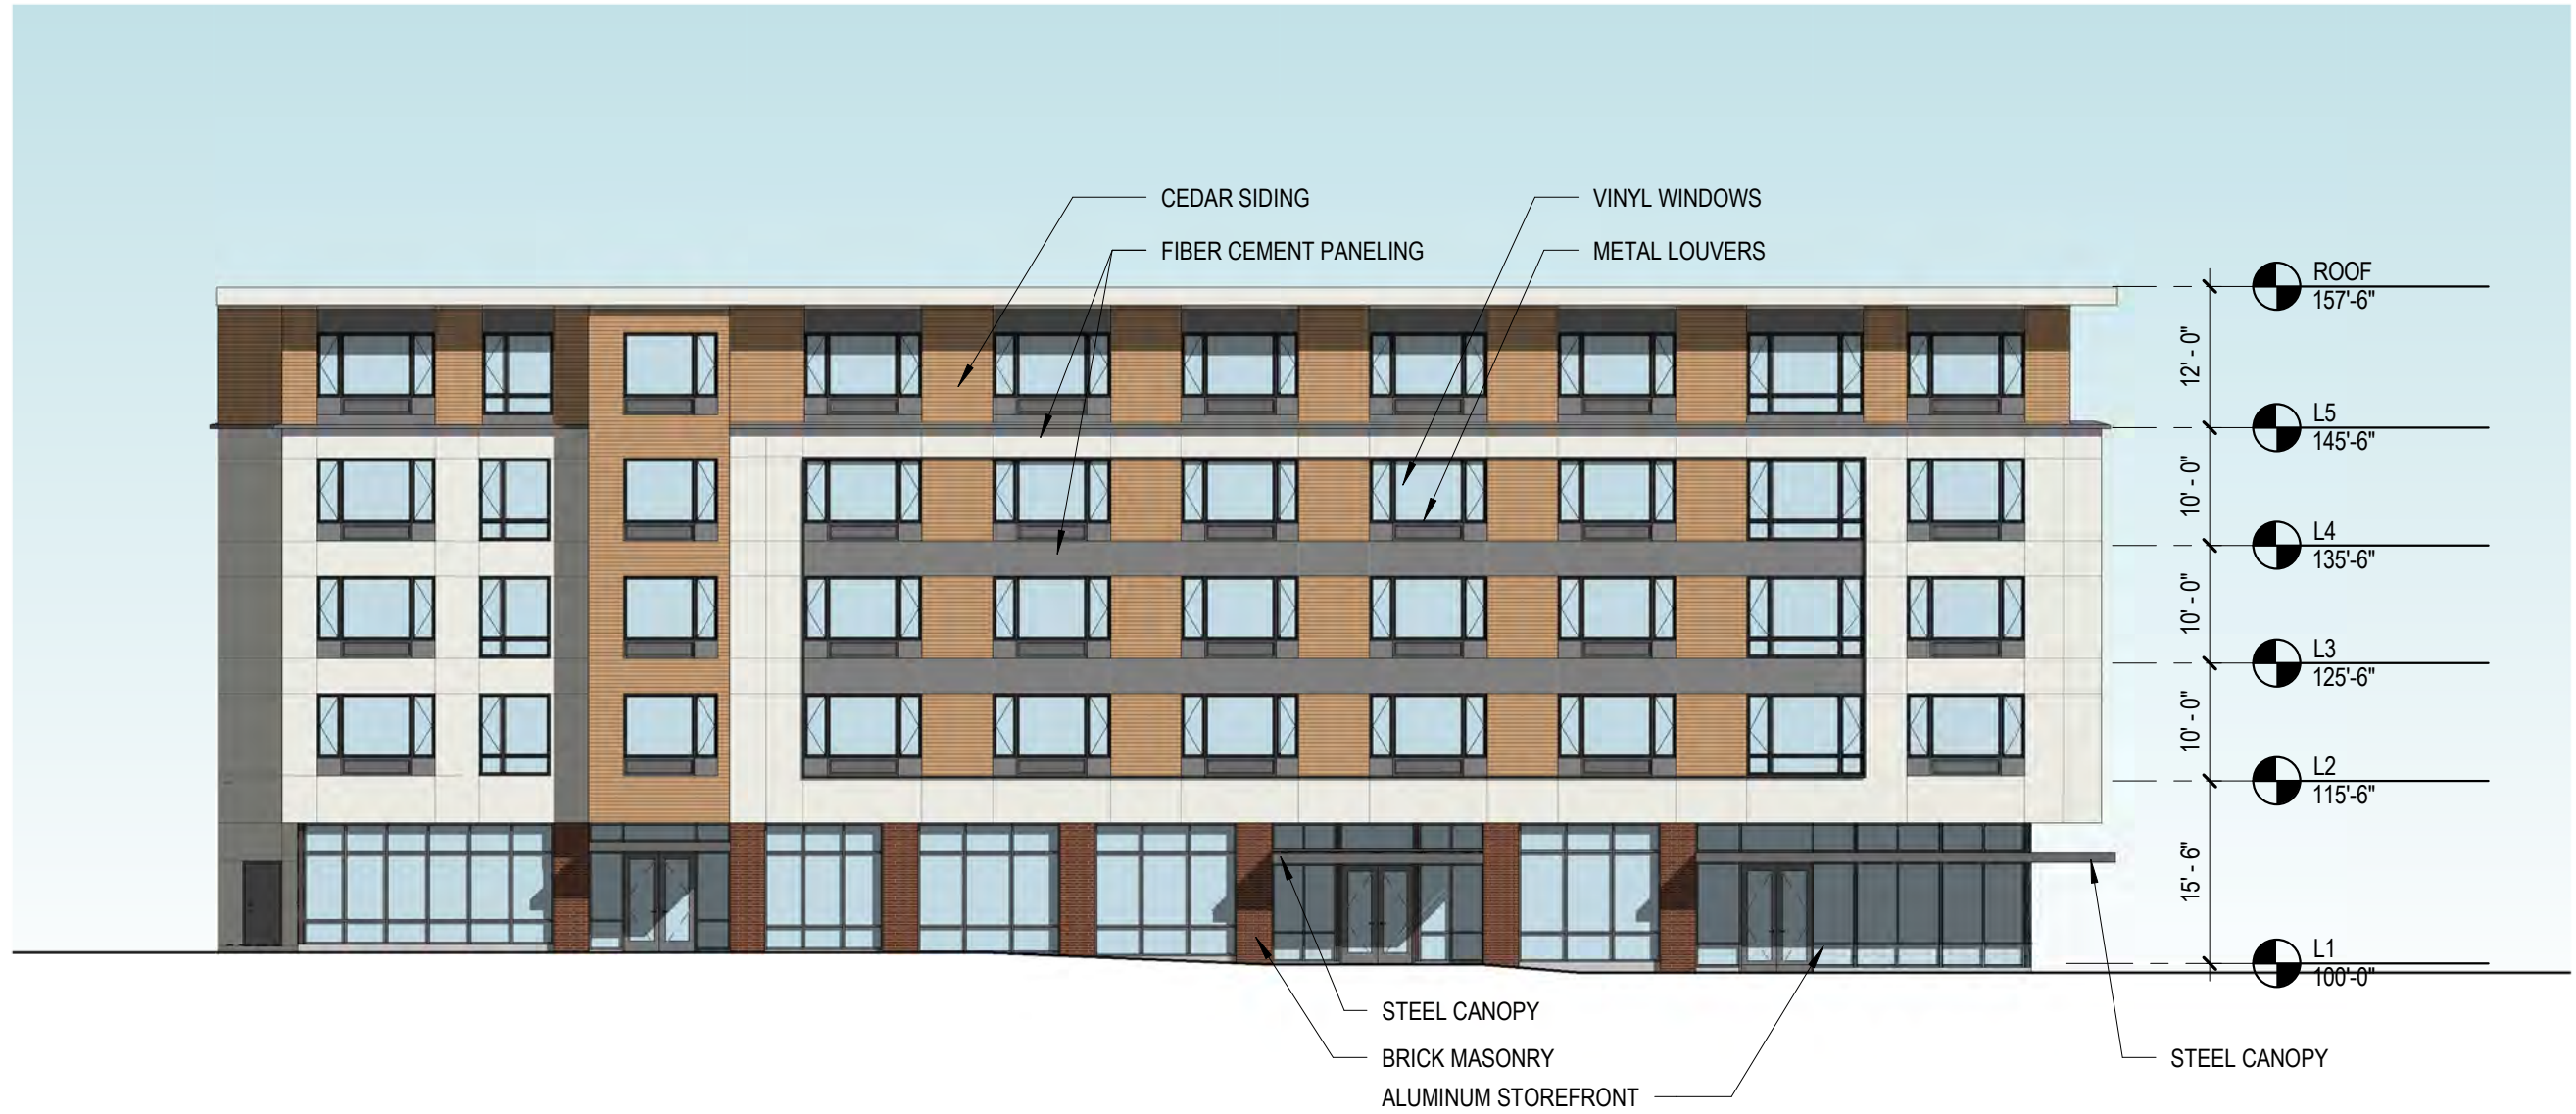 CEDAR SIDING
VINYL WINDOWS
FIBER CEMENT PANELING
METAL LOUVERS
ROOF
157'-6"
12' - 0"
L5
145'-6"
10' - 0"
L4
135'-6"
10' - 0"
L3
125'-6"
10' - 0"
L2
115'-6"
15' - 6"
L1
100'-0"
STEEL CANOPY
BRICK MASONRY
STEEL CANOPY
ALUMINUM STOREFRONT